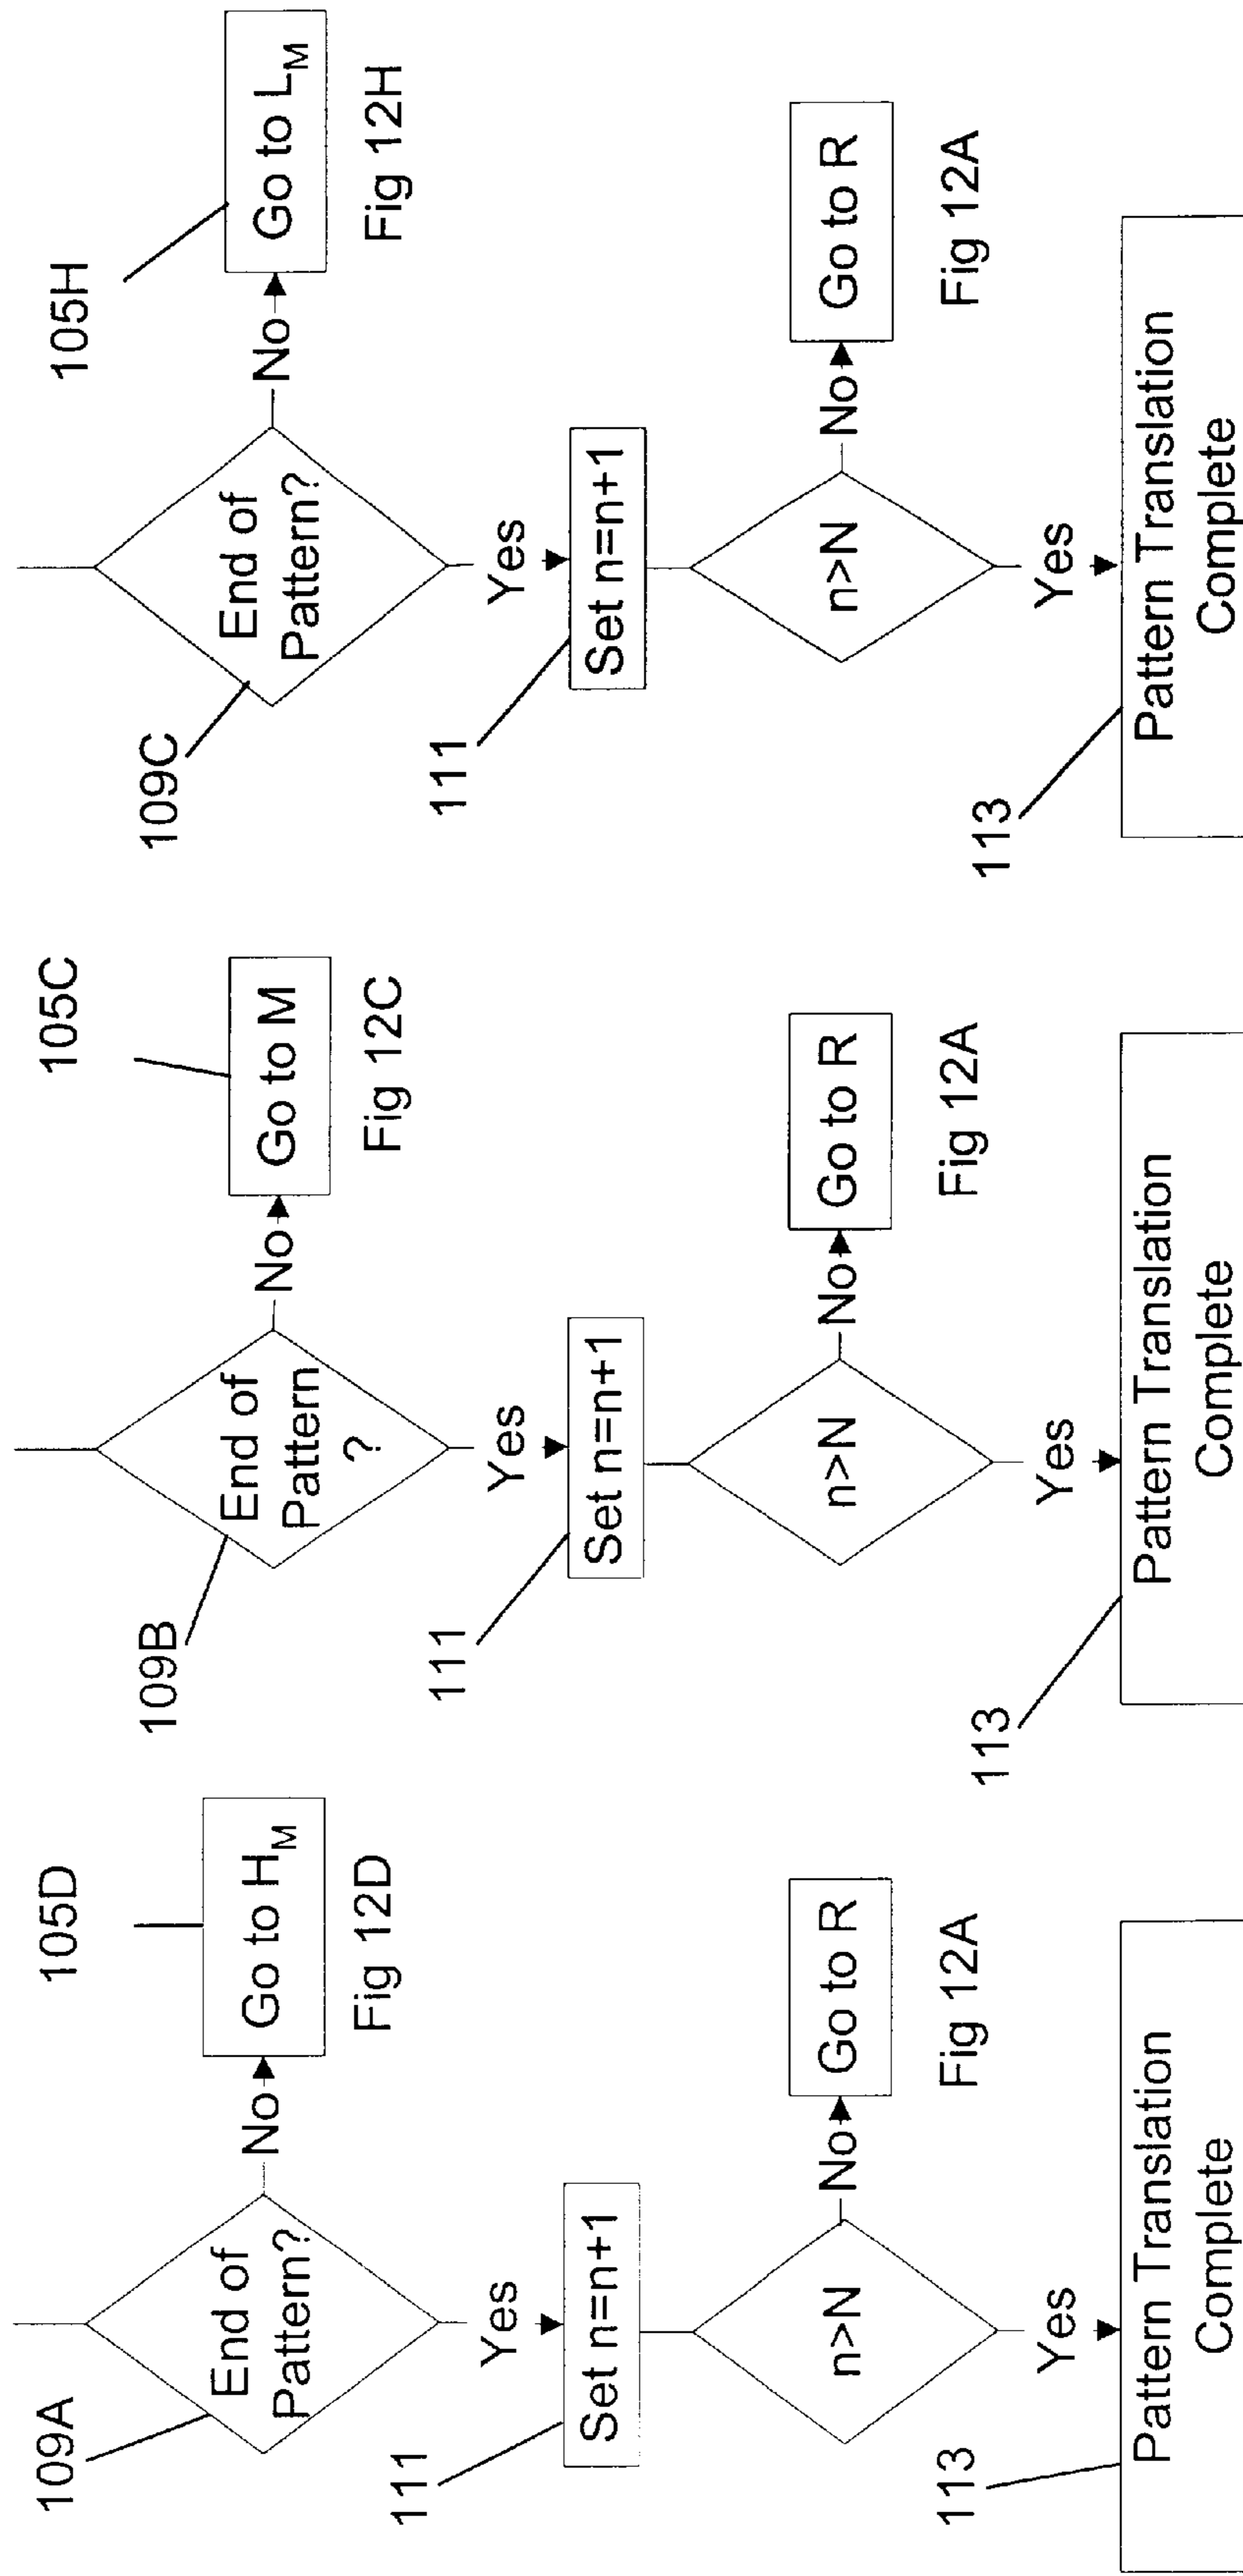 109A
105D
End of
Pattern?
No
Go to HM
Fig 12D
Yes
111
Set n=n+1
n>N
No
Go to R
Fig 12A
Yes
113
Pattern Translation
Complete
109B
105C
End of
Pattern
?
No
Go to M
Fig 12C
Yes
111
Set n=n+1
n>N
No
Go to R
Fig 12A
Yes
113
Pattern Translation
Complete
109C
105H
End of
Pattern?
No
Go to LM
Fig 12H
Yes
111
Set n=n+1
n>N
No
Go to R
Fig 12A
Yes
113
Pattern Translation
Complete